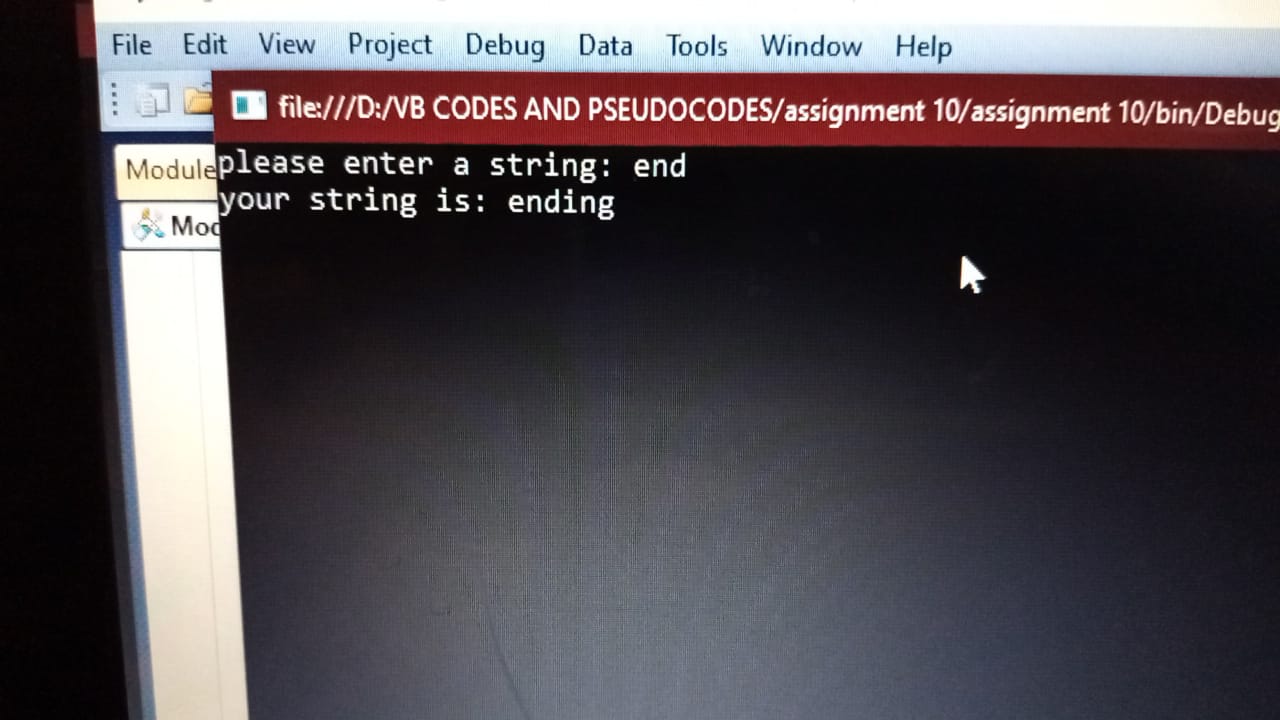 File Edit View Project Debug Data Tools Window Help
file:///D:/VB CODES AND PSEUDOCODES/assignment 10/assignment 10/bin/Debug
Module
please enter a string: end
your string is: ending